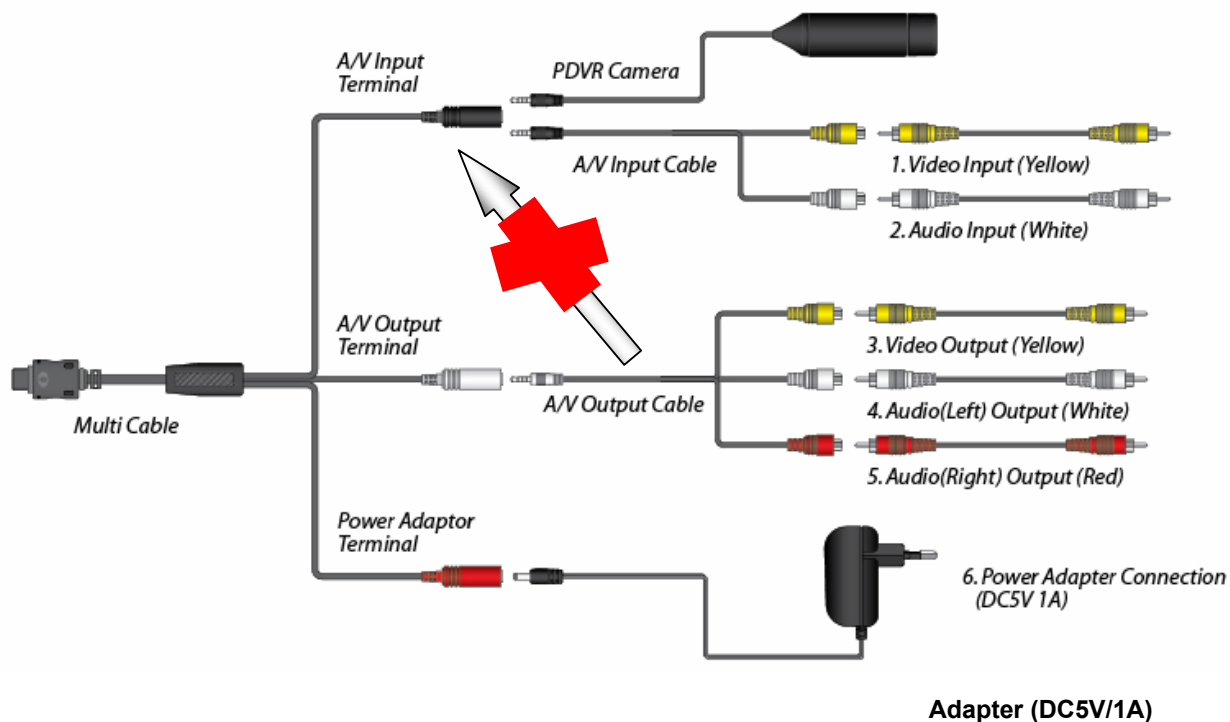 A/V Input
Terminal
PDVR Camera
A/V Input Cable
1. Video Input (Yellow)
2. Audio Input (White)
A/V Output
Terminal
Multi Cable
A/V Output Cable
3. Video Output (Yellow)
4. Audio(Left) Output (White)
5. Audio(Right) Output (Red)
Power Adaptor
Terminal
6. Power Adapter Connection
(DC5V 1A)
Adapter (DC5V/1A)